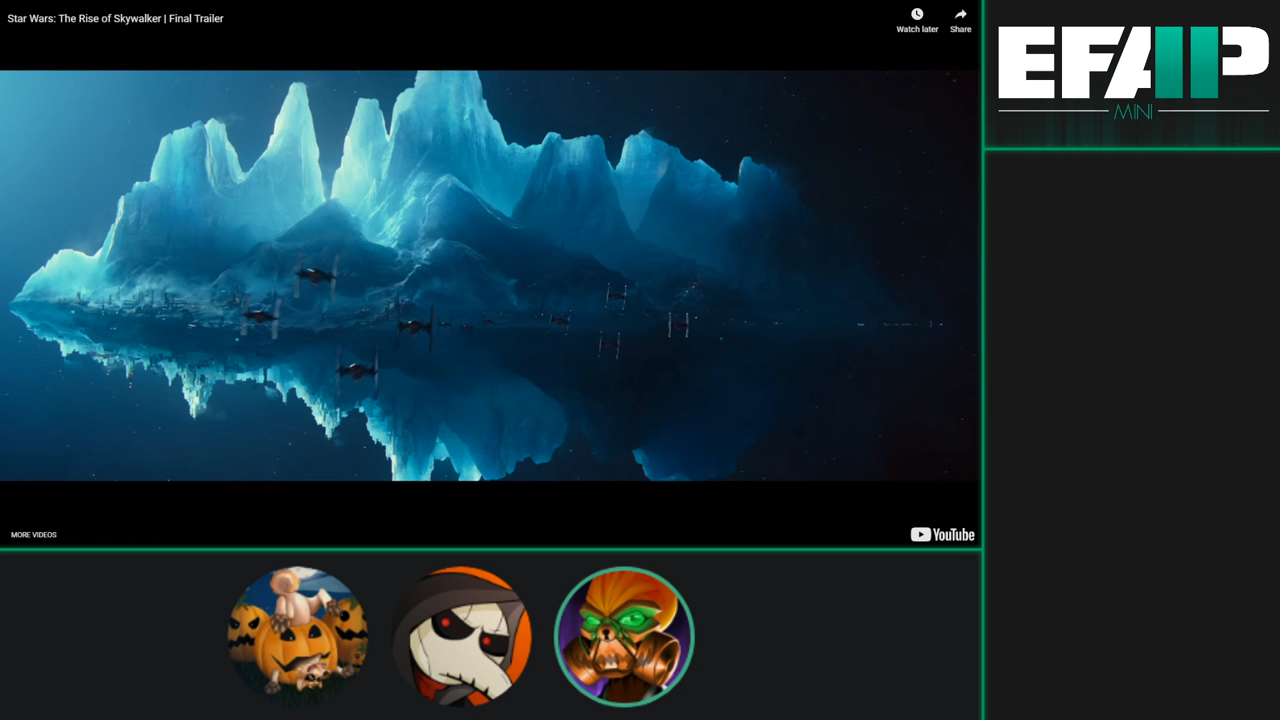 Star Wars: The Rise of Skywalker | Final Trailer
Watch later
Share
EFAP
MINI
MORE VIDEOS
YouTube